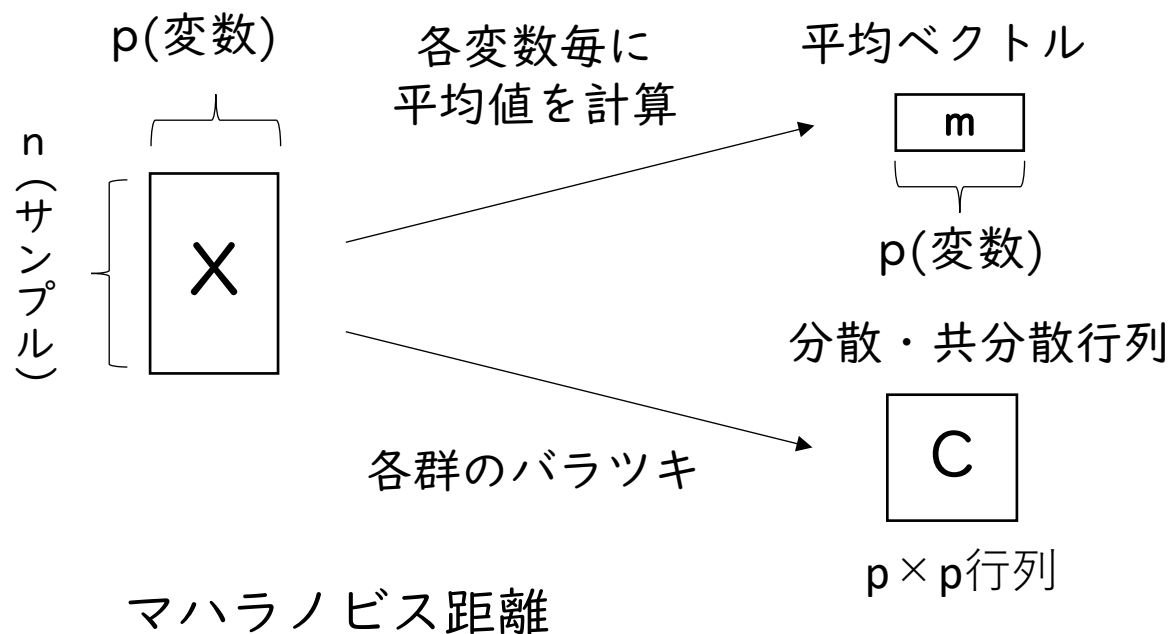 p(変数)
各変数毎に
平均値を計算
平均ベクトル
n(サンプル)
X
m
p(変数)
分散・共分散行列
C
各群のバラツキ
p×p行列
マハラノビス距離